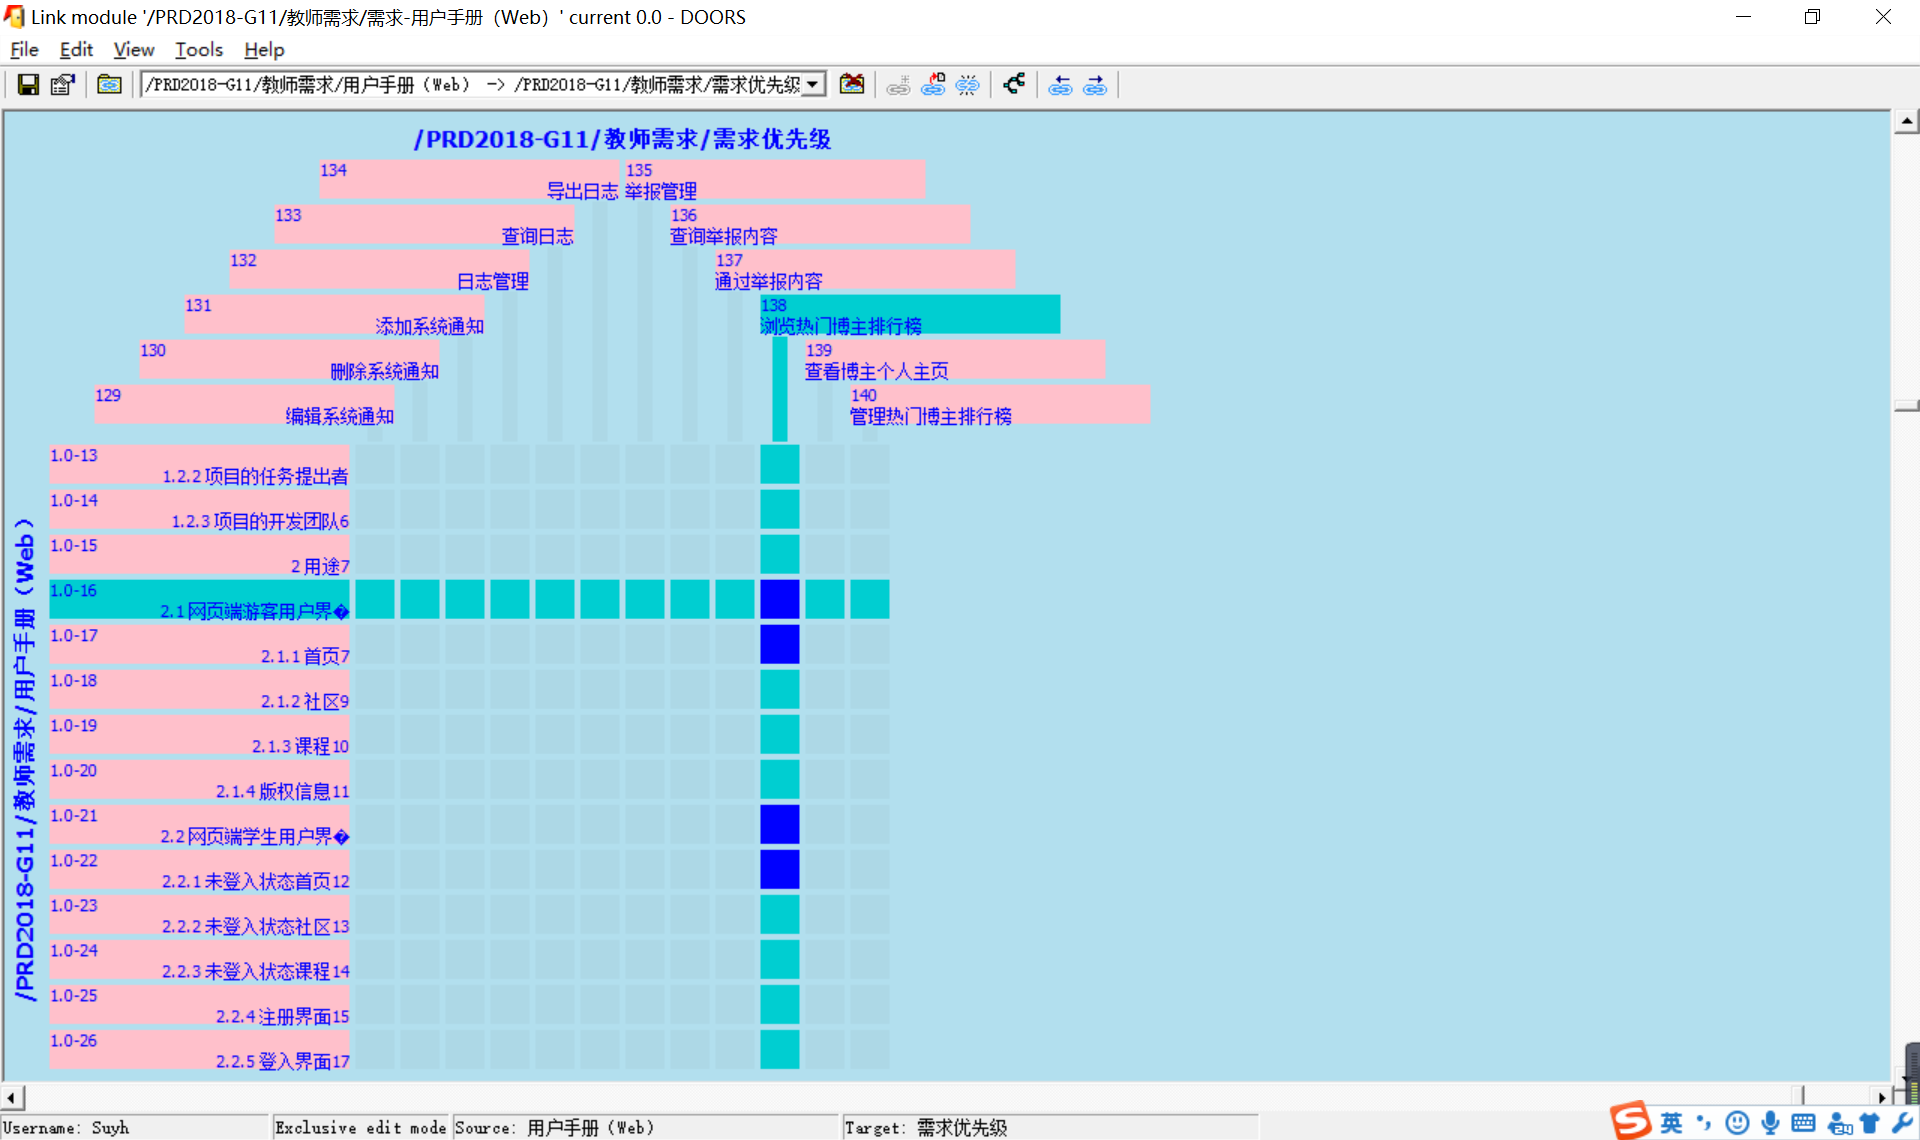 Link module '/PRD2018-G11/教师需求/需求-用户手册（Web）' current 0.0 - DOORS
File Edit View Tools Help
/PRD2018-G11/教师需求/用户手册（Web） -> /PRD2018-G11/教师需求/需求优先级
/PRD2018-G11/教师需求/需求优先级
134
导出日志
135
举报管理
133
查询日志
136
查询举报内容
132
日志管理
137
通过举报内容
131
添加系统通知
138
浏览热门博主排行榜
130
删除系统通知
139
查看博主个人主页
129
编辑系统通知
140
管理热门博主排行榜
/PRD2018-G11/教师需求/用户手册（Web）
1.0-13
1.2.2 项目的任务提出者
1.0-14
1.2.3 项目的开发团队6
1.0-15
2 用途7
1.0-16
2.1 网页端游客用户界�
1.0-17
2.1.1 首页7
1.0-18
2.1.2 社区9
1.0-19
2.1.3 课程10
1.0-20
2.1.4 版权信息11
1.0-21
2.2 网页端学生用户界�
1.0-22
2.2.1 未登入状态首页12
1.0-23
2.2.2 未登入状态社区13
1.0-24
2.2.3 未登入状态课程14
1.0-25
2.2.4 注册界面15
1.0-26
2.2.5 登入界面17
Username: Suyh
Exclusive edit mode
Source: 用户手册（Web）
Target: 需求优先级
S 英